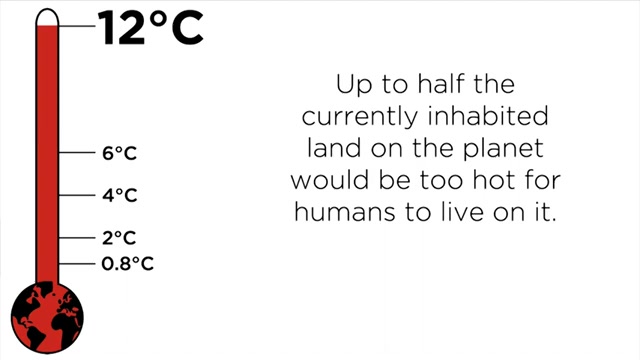 12°C
6°C
4°C
2°C
0.8°C
Up to half the
currently inhabited
land on the planet
would be too hot for
humans to live on it.